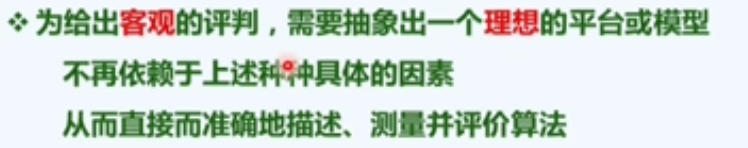 ❖ 为给出客观的评判，需要抽象出一个理想的平台或模型
不再依赖于上述种种具体的因素
从而直接而准确地描述、测量并评价算法